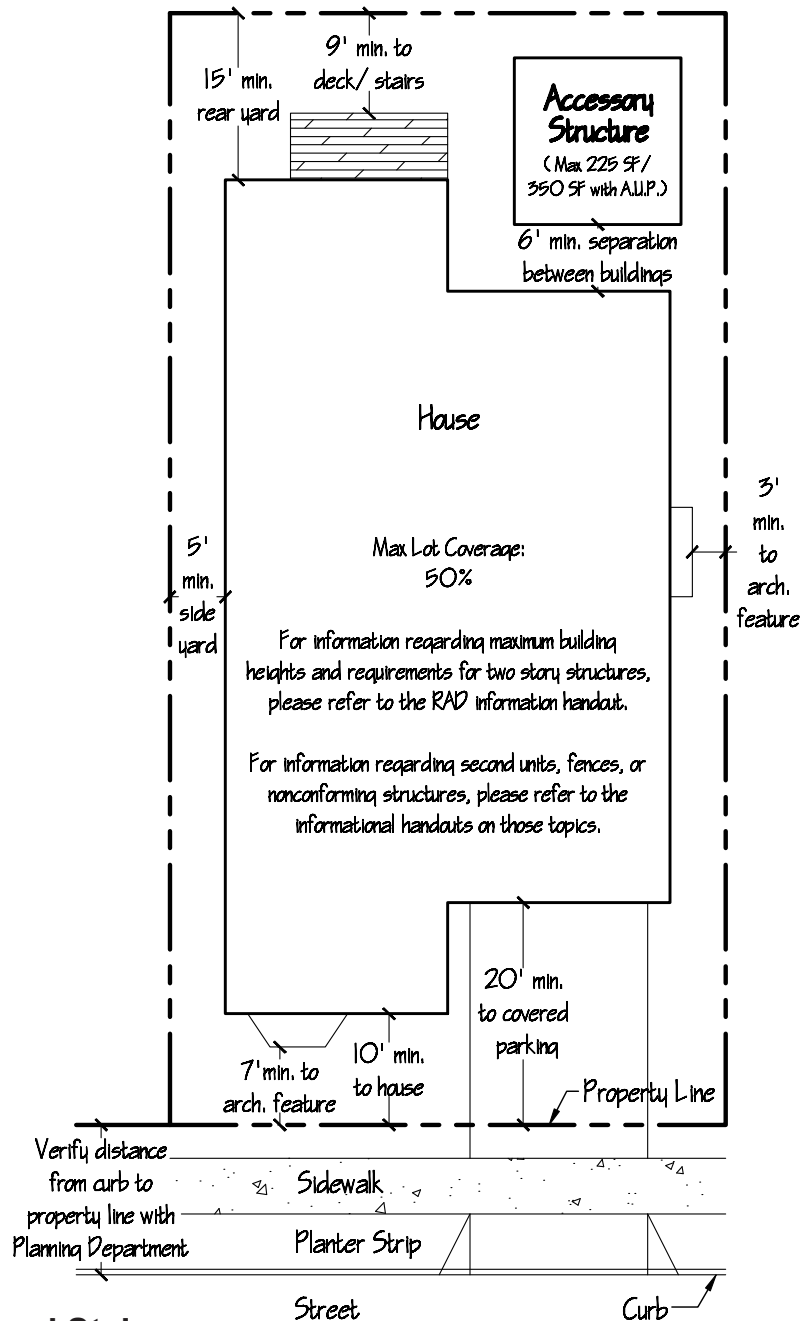 9' min. to
deck/ stairs
15' min.
rear yard
Accessory
Structure
(Max 225 SF/
350 SF with A.U.P.)
6' min. separation
between buildings
House
3'
min.
to
arch.
feature
5'
min.
side
yard
Max Lot Coverage:
50%
For information regarding maximum building
heights and requirements for two story structures,
please refer to the RAD information handout.
For information regarding second units, fences, or
nonconforming structures, please refer to the
informational handouts on those topics.
20' min.
to covered
parking
10' min.
to house
7'min. to
arch. feature
Property Line
Verify distance
from curb to
property line with
Planning Department
Sidewalk
Planter Strip
Street
Curb